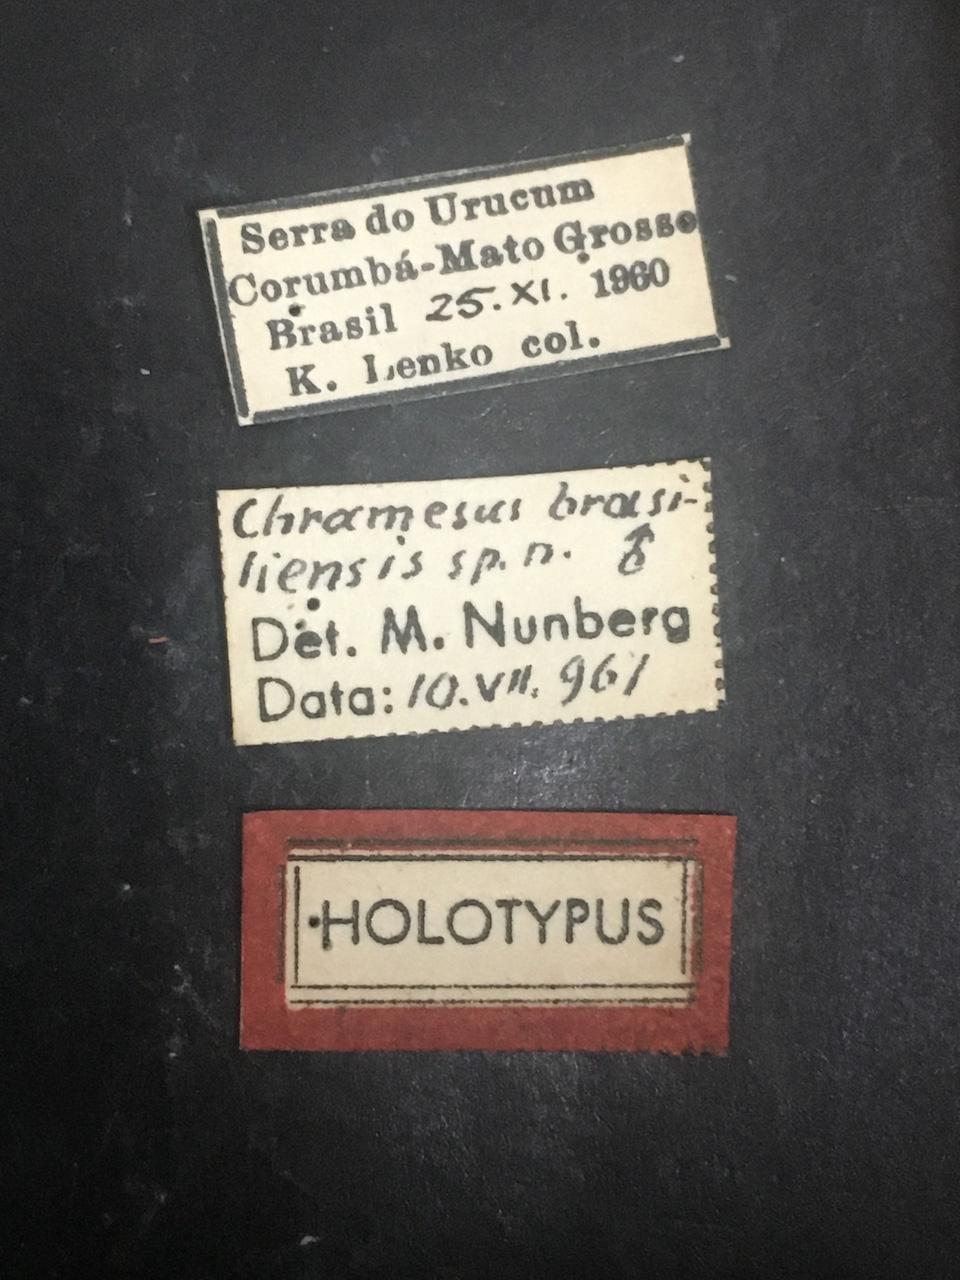 Serra do Urucum
Corumbá-Mato Grosso
Brasil 25.XI. 1960
K. Lenko col.
Chramesus brasi-
liensis sp. n. ♂
Det. M. Nunberg
Data: 10.VII. 961
HOLOTYPUS